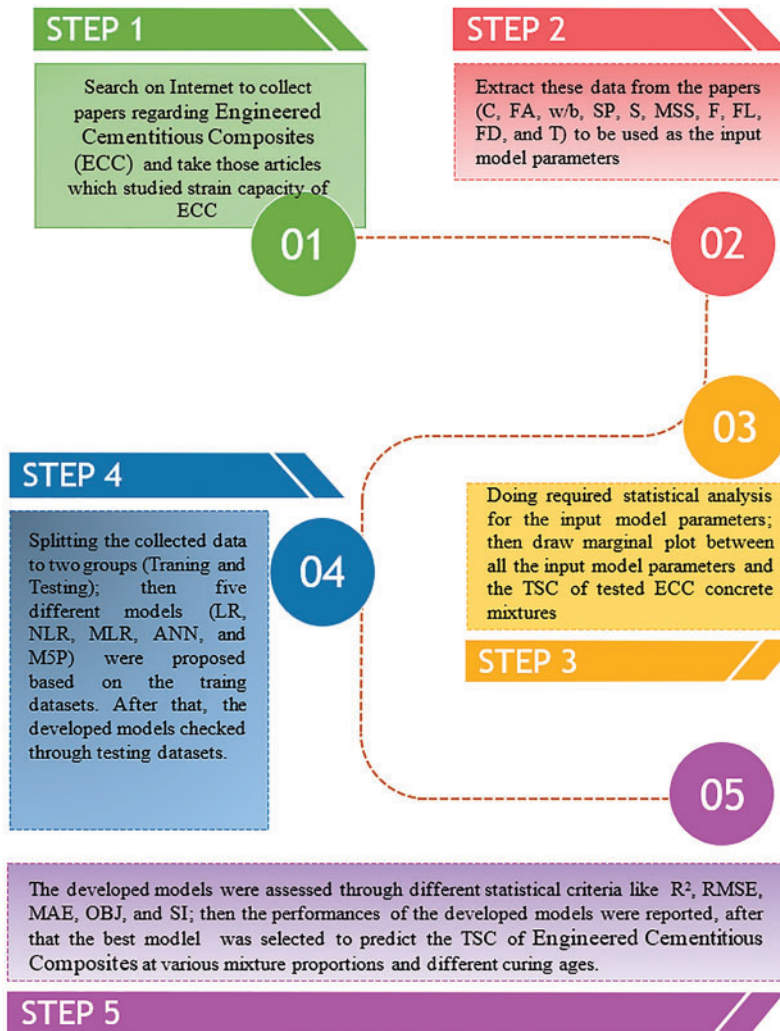 STEP 1
Search on Internet to collect
papers regarding Engineered
Cementitious Composites
(ECC) and take those articles
which studied strain capacity of
ECC
01
STEP 2
Extract these data from the papers
(C, FA, w/b, SP, S, MSS, F, FL,
FD, and T) to be used as the input
model parameters
02
03
Doing required statistical analysis
for the input model parameters;
then draw marginal plot between
all the input model parameters and
the TSC of tested ECC concrete
mixtures
STEP 3
STEP 4
Splitting the collected data
to two groups (Traning and
Testing); then five
different models (LR,
NLR, MLR, ANN, and
M5P) were proposed
based on the traing
datasets. After that, the
developed models checked
through testing datasets.
04
05
The developed models were assessed through different statistical criteria like R², RMSE,
MAE, OBJ, and SI; then the performances of the developed models were reported, after
that the best modlel was selected to predict the TSC of Engineered Cementitious
Composites at various mixture proportions and different curing ages.
STEP 5